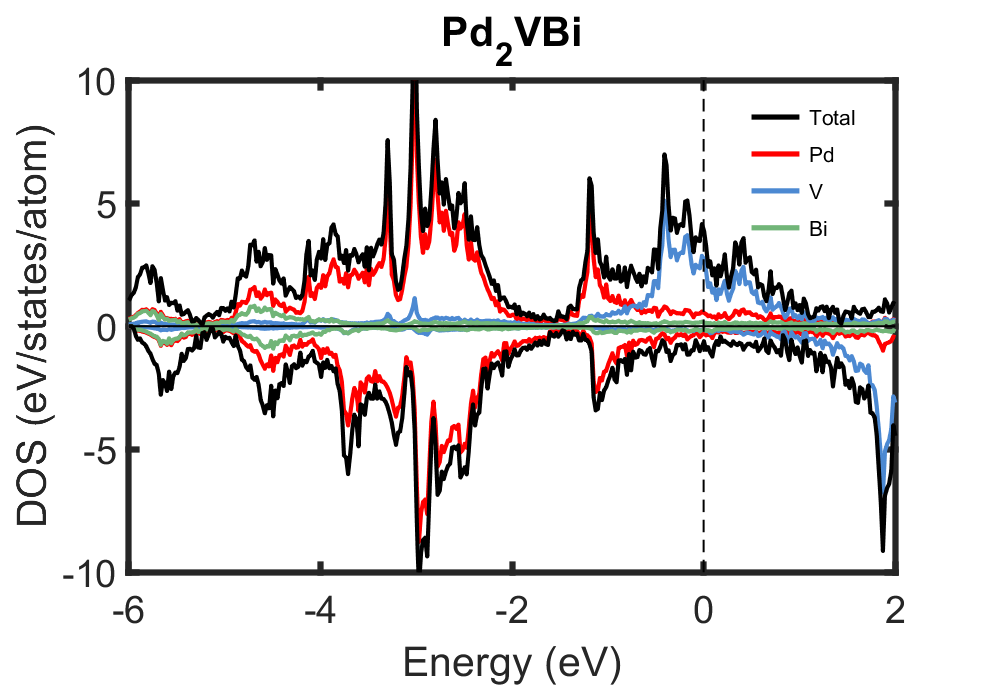 Pd₂VBi
DOS (eV/states/atom)
10
5
0
0
-5
-10
Total
Pd
V
Bi
-6 -4 -2 0 2
Energy (eV)